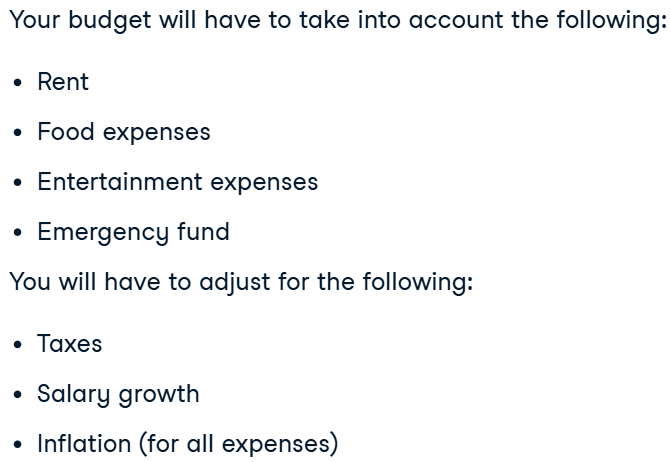 Your budget will have to take into account the following:
• Rent
• Food expenses
• Entertainment expenses
• Emergency fund
You will have to adjust for the following:
• Taxes
• Salary growth
• Inflation (for all expenses)